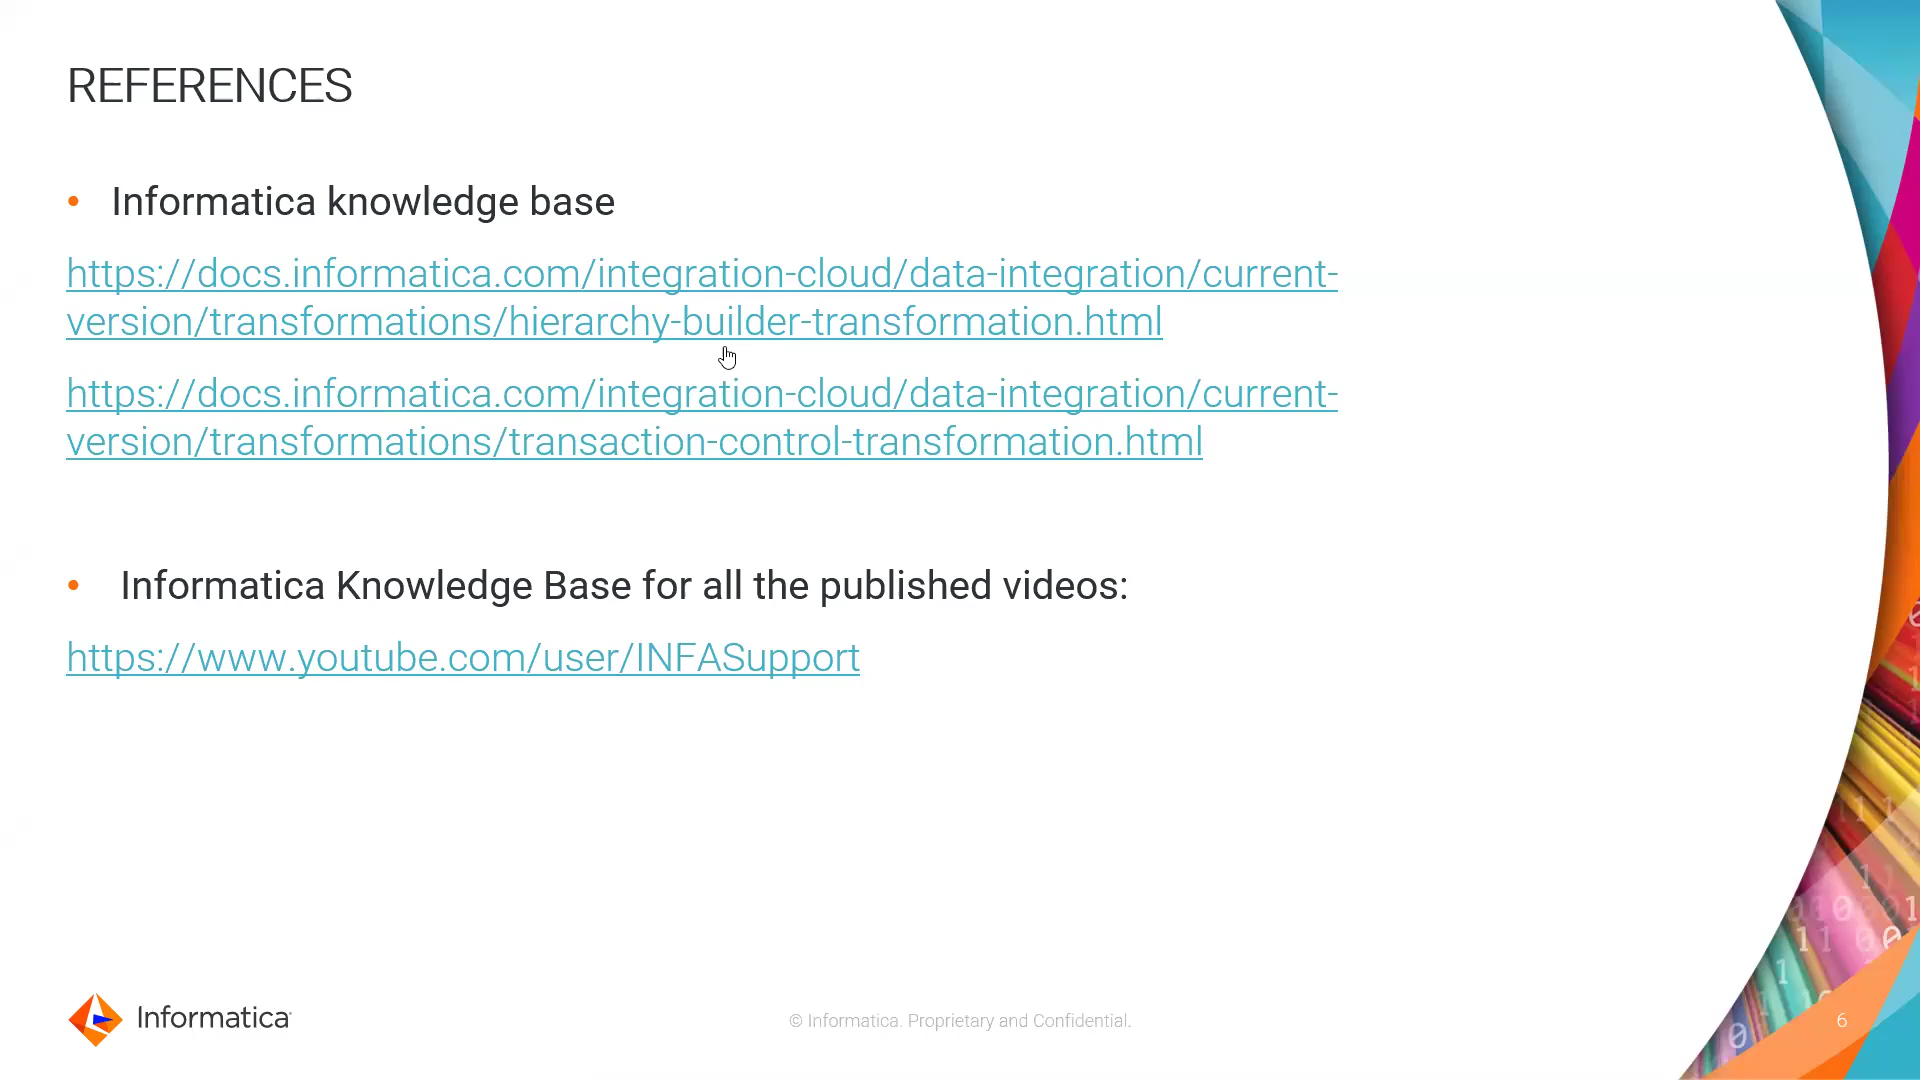 REFERENCES
• Informatica knowledge base
https://docs.informatica.com/integration-cloud/data-integration/current-
version/transformations/hierarchy-builder-transformation.html
https://docs.informatica.com/integration-cloud/data-integration/current-
version/transformations/transaction-control-transformation.html
• Informatica Knowledge Base for all the published videos:
https://www.youtube.com/user/INFASupport
Informatica
© Informatica. Proprietary and Confidential.
6